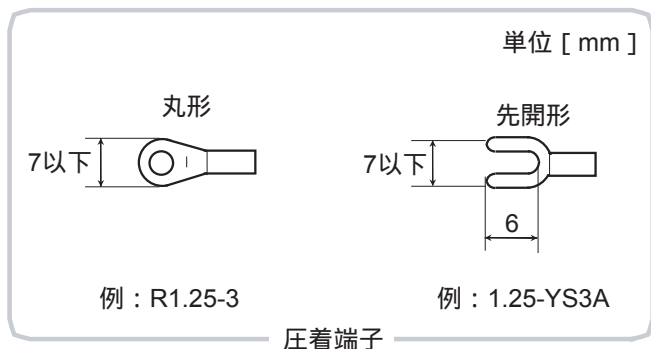 単位 [ mm ]
丸形
先開形
7以下
7以下
6
例：R1.25-3
例：1.25-YS3A
圧着端子